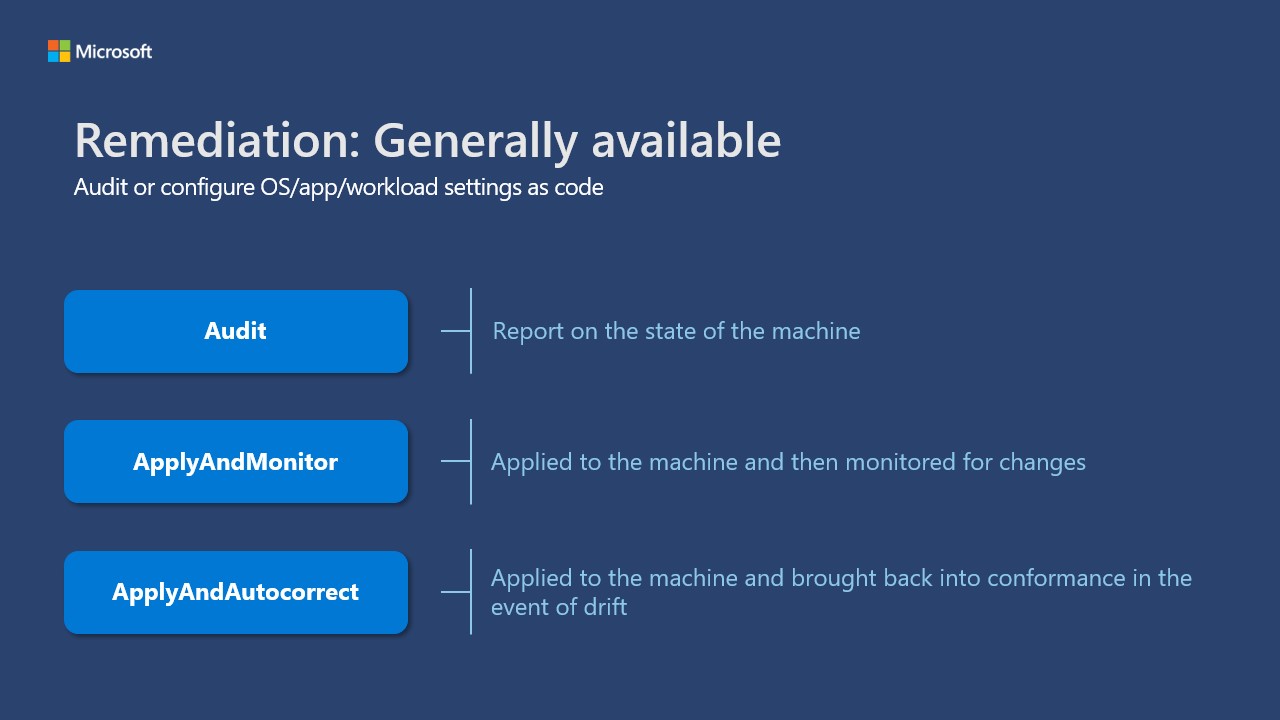 Microsoft
Remediation: Generally available
Audit or configure OS/app/workload settings as code
Audit
Report on the state of the machine
ApplyAndMonitor
Applied to the machine and then monitored for changes
ApplyAndAutocorrect
Applied to the machine and brought back into conformance in the
event of drift